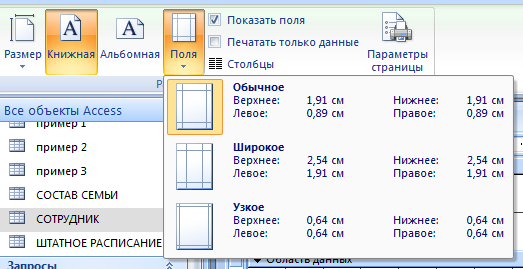 Размер
Книжная
Альбомная
Поля
Показать поля
Печатать только данные
Столбцы
Параметры страницы
Р
Все объекты Access
пример 1
пример 2
пример 3
СОСТАВ СЕМЬИ
СОТРУДНИК
ШТАТНОЕ РАСПИСАНИЕ
Запросы
Обычное
Верхнее: 1,91 см Нижнее: 1,91 см
Левое: 0,89 см Правое: 0,89 см
Широкое
Верхнее: 2,54 см Нижнее: 2,54 см
Левое: 1,91 см Правое: 1,91 см
Узкое
Верхнее: 0,64 см Нижнее: 0,64 см
Левое: 0,64 см Правое: 0,64 см
Область данных